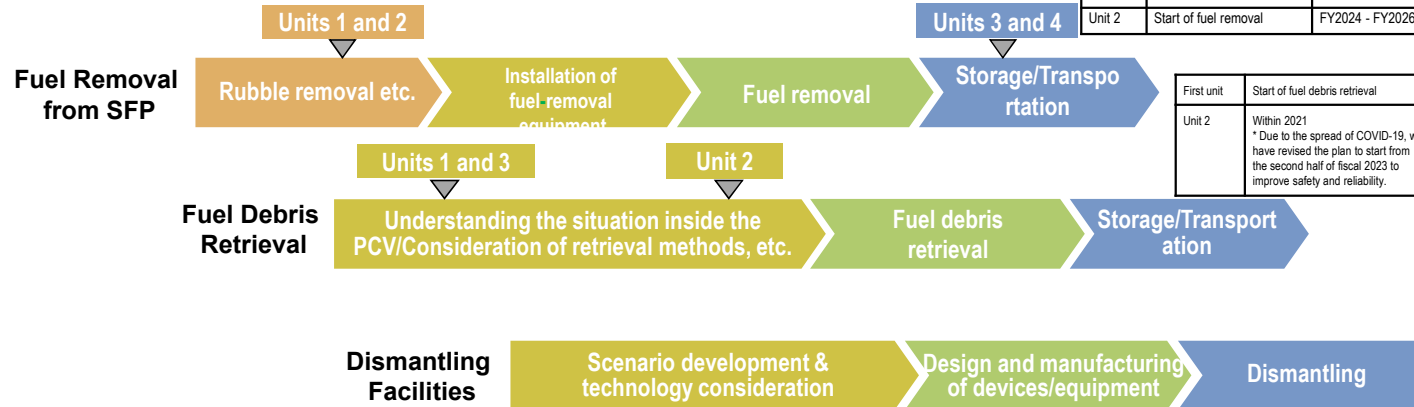 Units 1 and 2
Units 3 and 4
Unit 2 Start of fuel removal FY2024 - FY2026
Fuel Removal
from SFP
Rubble removal etc.
Installation of
fuel-removal
equipment
Fuel removal
Storage/Transpo
rtation
First unit Start of fuel debris retrieval
Unit 2 Within 2021
* Due to the spread of COVID-19, w
have revised the plan to start from
the second half of fiscal 2023 to
improve safety and reliability.
Units 1 and 3
Unit 2
Fuel Debris
Retrieval
Understanding the situation inside the
PCV/Consideration of retrieval methods, etc.
Fuel debris
retrieval
Storage/Transport
ation
Dismantling
Facilities
Scenario development &
technology consideration
Design and manufacturing
of devices/equipment
Dismantling